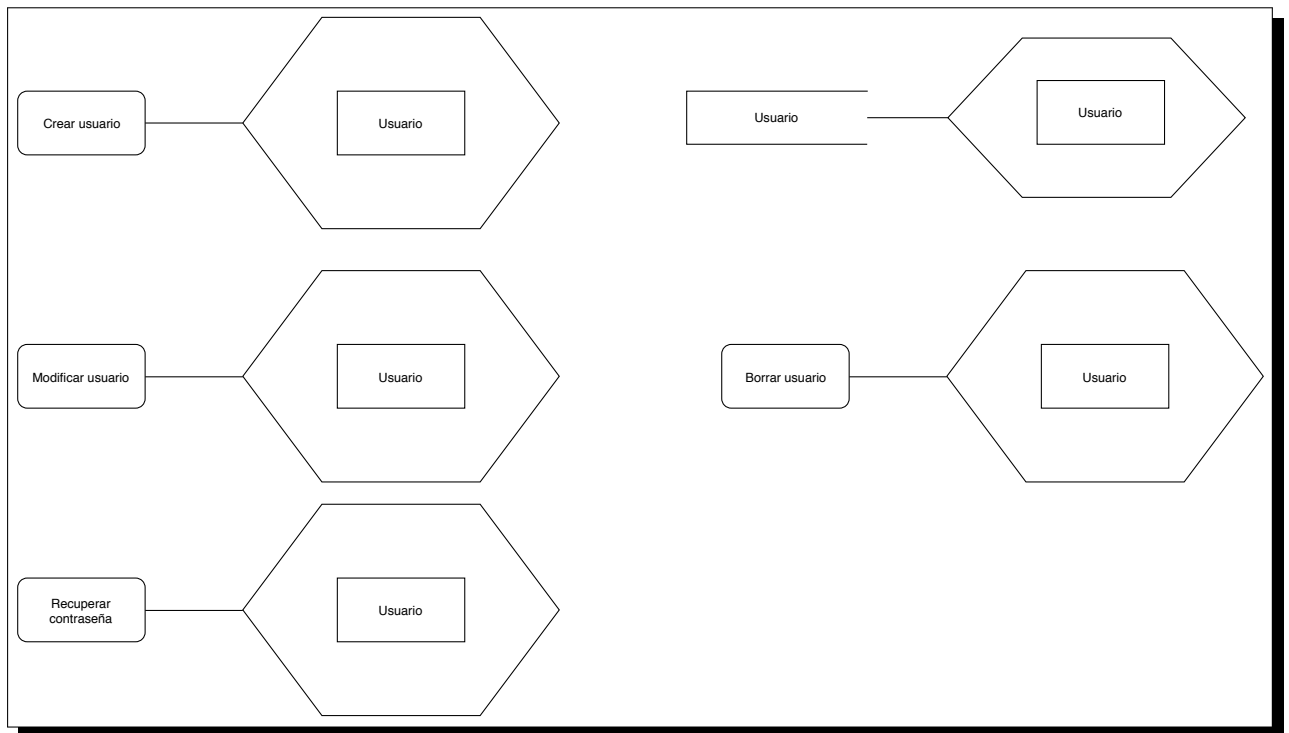 Crear usuario
Usuario
Usuario
Usuario
Modificar usuario
Usuario
Borrar usuario
Usuario
Recuperar
contraseña
Usuario